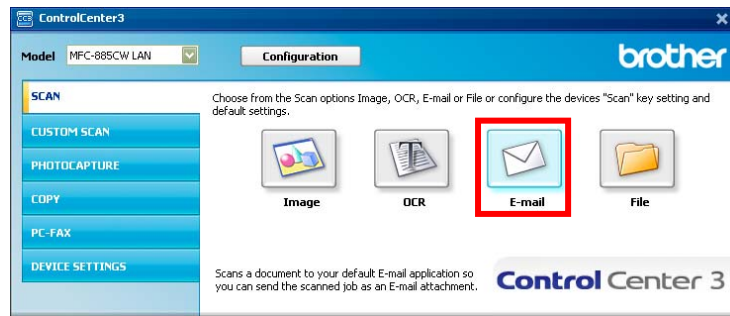 ControlCenter3
Model MFC-885CW LAN Configuration brother
SCAN
CUSTOM SCAN
PHOTOCAPTURE
COPY
PC-FAX
DEVICE SETTINGS
Choose from the Scan options Image, OCR, E-mail or File or configure the devices "Scan" key setting and
default settings.
Image OCR E-mail File
Scans a document to your default E-mail application so
you can send the scanned job as an E-mail attachment.
Control Center 3